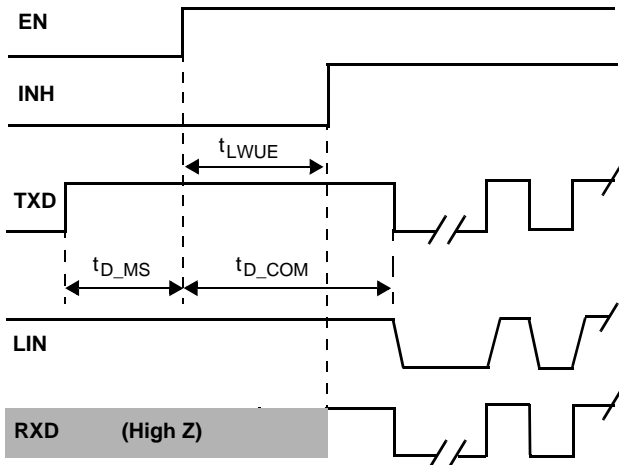 EN
INH
tLWUE
TXD
tD_MS tD_COM
LIN
RXD (High Z)